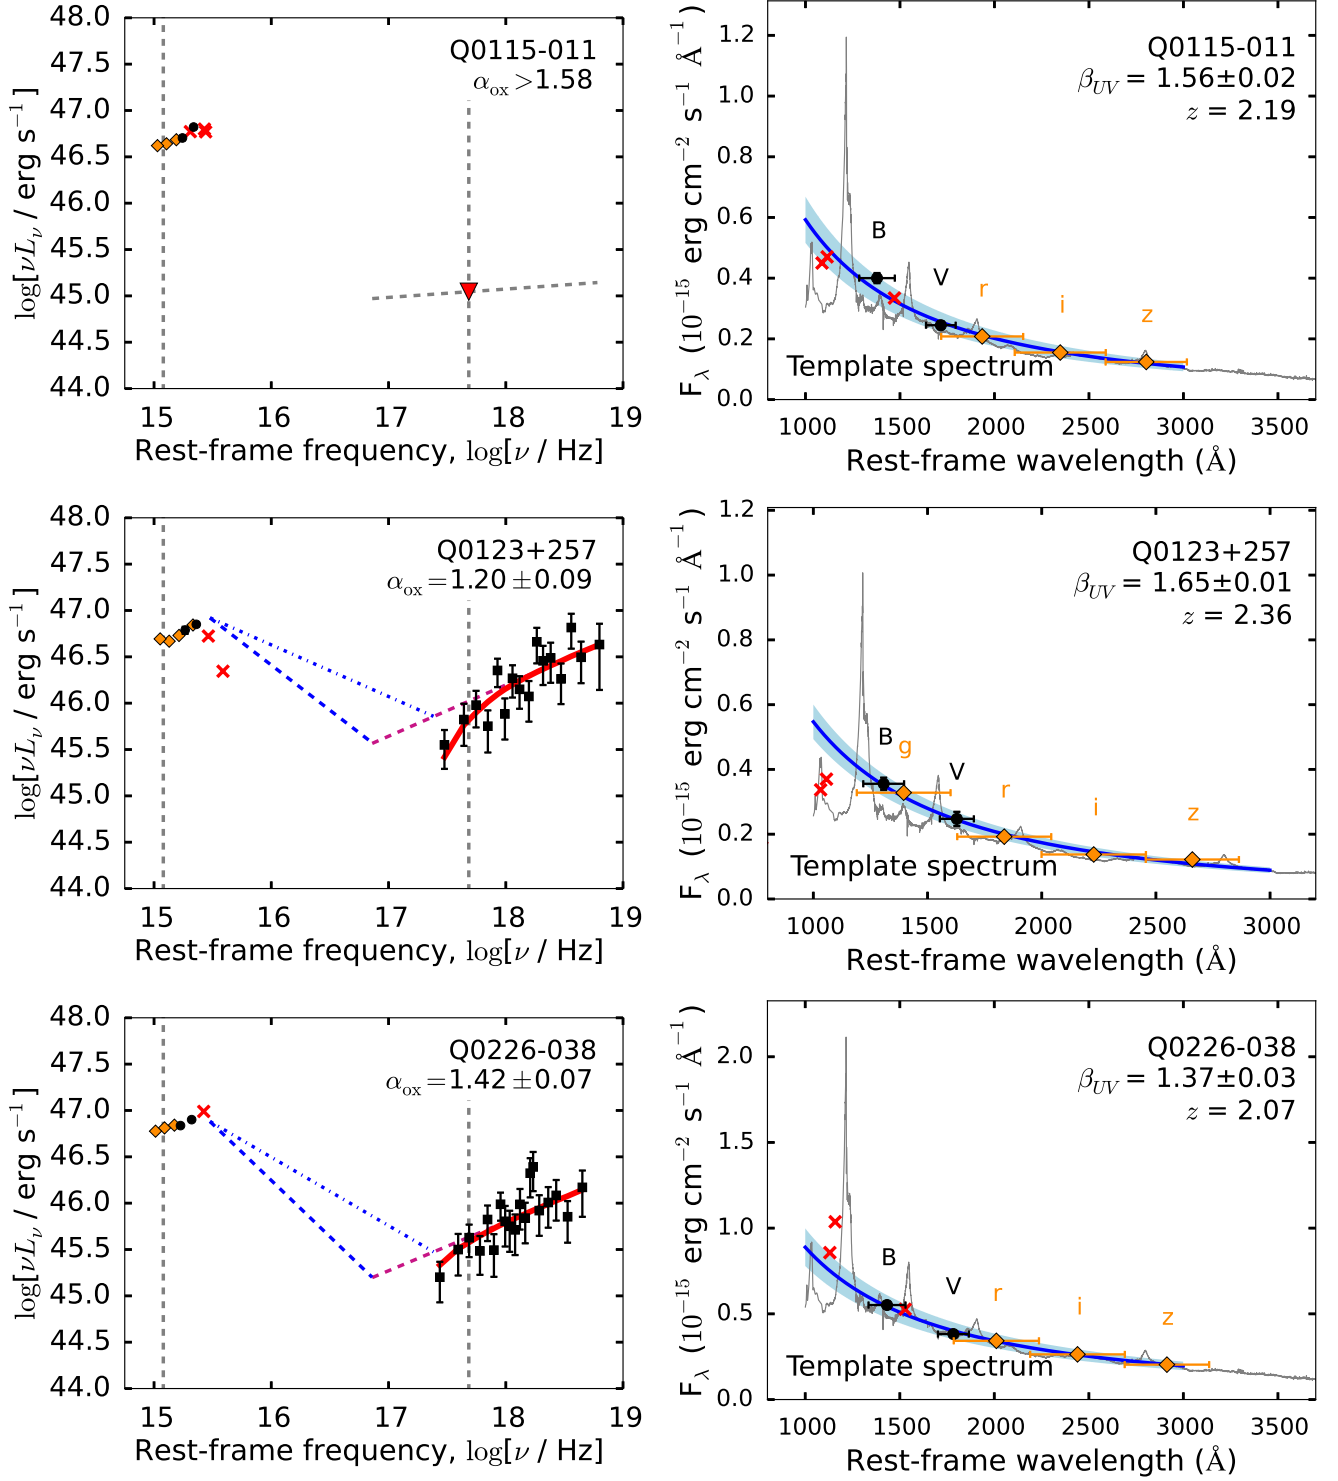 48.0
47.5
47.0
46.5
46.0
45.5
45.0
44.5
44.0
log[νLν / erg s⁻¹]
Q0115-011
αox >1.58
15
16
17
18
19
Rest-frame frequency, log[ν / Hz]
1.2
1.0
0.8
0.6
0.4
0.2
0.0
Fλ (10⁻¹⁵ erg cm⁻² s⁻¹ Å⁻¹)
Q0115-011
βUV = 1.56±0.02
z = 2.19
B
V
r
i
z
Template spectrum
1000
1500
2000
2500
3000
3500
Rest-frame wavelength (Å)
48.0
47.5
47.0
46.5
46.0
45.5
45.0
44.5
44.0
log[νLν / erg s⁻¹]
Q0123+257
αox =1.20 ±0.09
15
16
17
18
19
Rest-frame frequency, log[ν / Hz]
1.2
1.0
0.8
0.6
0.4
0.2
0.0
Fλ (10⁻¹⁵ erg cm⁻² s⁻¹ Å⁻¹)
Q0123+257
βUV = 1.65±0.01
z = 2.36
B
g
V
r
i
z
Template spectrum
1000
1500
2000
2500
3000
Rest-frame wavelength (Å)
48.0
47.5
47.0
46.5
46.0
45.5
45.0
44.5
44.0
log[νLν / erg s⁻¹]
Q0226-038
αox =1.42 ±0.07
15
16
17
18
19
Rest-frame frequency, log[ν / Hz]
2.0
1.5
1.0
0.5
0.0
Fλ (10⁻¹⁵ erg cm⁻² s⁻¹ Å⁻¹)
Q0226-038
βUV = 1.37±0.03
z = 2.07
B
V
r
i
z
Template spectrum
1000
1500
2000
2500
3000
3500
Rest-frame wavelength (Å)